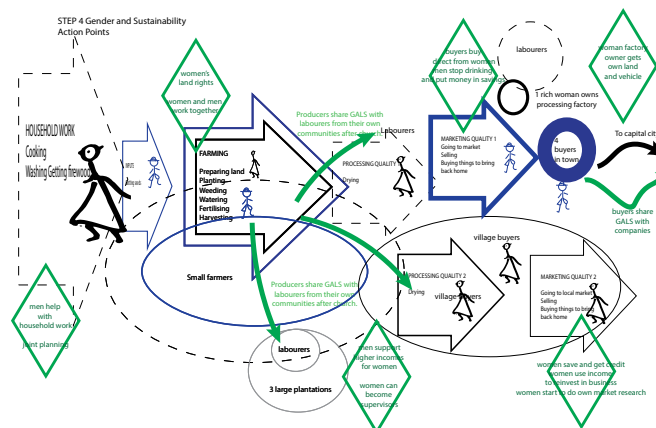 STEP 4 Gender and Sustainability
Action Points
HOUSEHOLD WORK
Cooking
Washing Getting firewood
men help
with
household work
joint planning
women's
land rights
women and men
work together
FARMING
Preparing land
Planting
Weeding
Watering
Fertilising
Harvesting
Small farmers
Producers share GALS with
labourers from their own
communities after church.
Labourers
PROCESSING QUALITY
Drying
Producers share GALS with
labourers from their own
communities after church.
labourers
3 large plantations
men support
higher incomes
for women
women can
become
supervisors
buyers buy
direct from women
men stop drinking
and put money in savings
labourers
1 rich woman owns
processing factory
woman factory
owner gets
own land
and vehicle
MARKETING QUALITY 1
Going to market
Selling
Buying things to bring
back home
4
buyers
in town
To capital city
buyers share
GALS with
companies
village buyers
PROCESSING QUALITY 2
Drying
village buyers
MARKETING QUALITY 2
Going to local market
Selling
Buying things to bring
back home
women save and get credit
women use income
to reinvest in business
women start to do own market research